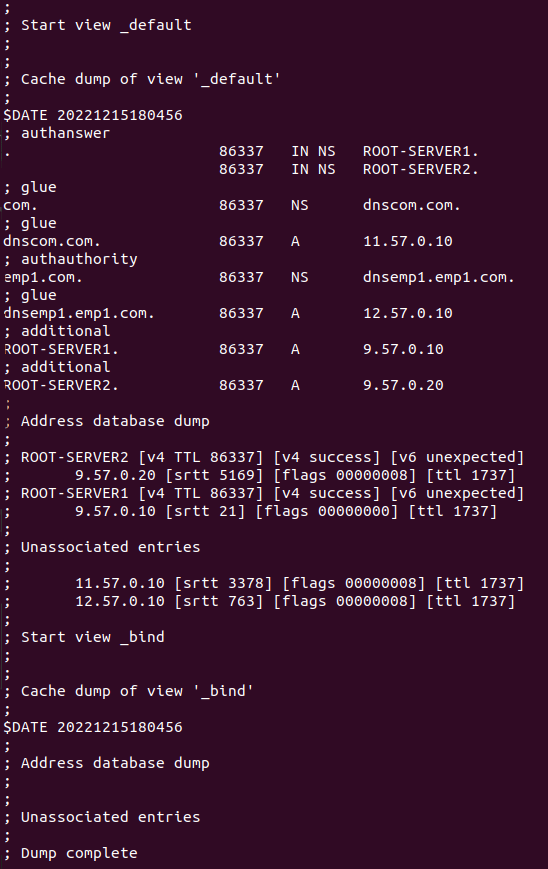 ;
; Start view _default
;
;
; Cache dump of view '_default'
;
$DATE 20221215180456
; authanswer
. 86337 IN NS ROOT-SERVER1.
86337 IN NS ROOT-SERVER2.
; glue
com. 86337 NS dnscom.com.
; glue
dnscom.com. 86337 A 11.57.0.10
; authauthority
emp1.com. 86337 NS dnsemp1.emp1.com.
; glue
dnsemp1.emp1.com. 86337 A 12.57.0.10
; additional
ROOT-SERVER1. 86337 A 9.57.0.10
; additional
ROOT-SERVER2. 86337 A 9.57.0.20
;
; Address database dump
;
; ROOT-SERVER2 [v4 TTL 86337] [v4 success] [v6 unexpected]
; 9.57.0.20 [srtt 5169] [flags 00000008] [ttl 1737]
; ROOT-SERVER1 [v4 TTL 86337] [v4 success] [v6 unexpected]
; 9.57.0.10 [srtt 21] [flags 00000000] [ttl 1737]
;
; Unassociated entries
;
; 11.57.0.10 [srtt 3378] [flags 00000008] [ttl 1737]
; 12.57.0.10 [srtt 763] [flags 00000008] [ttl 1737]
;
; Start view _bind
;
;
; Cache dump of view '_bind'
;
$DATE 20221215180456
;
; Address database dump
;
;
; Unassociated entries
;
; Dump complete